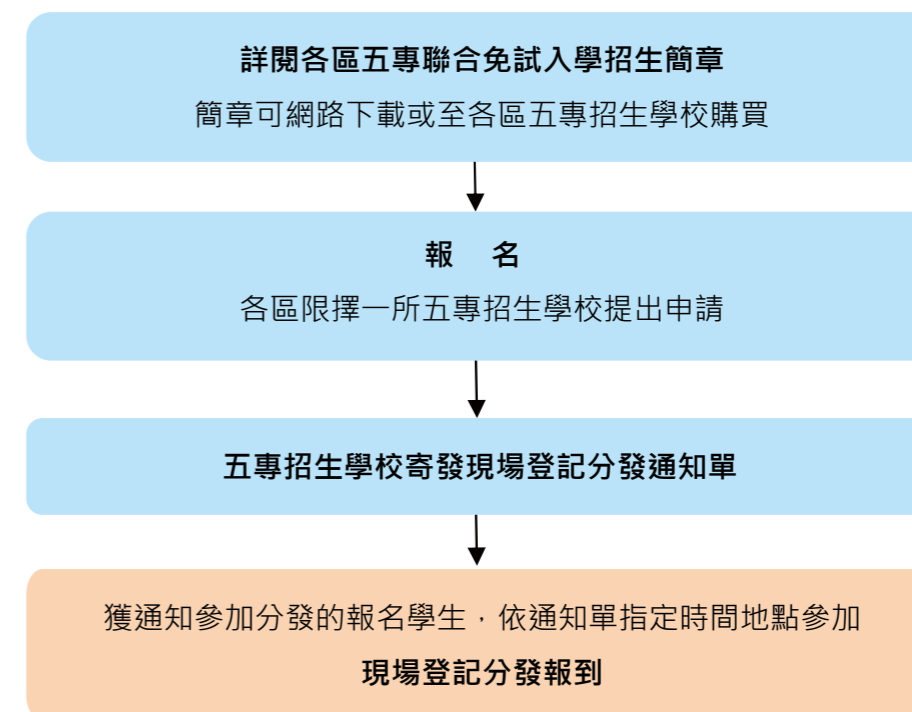 詳閱各區五專聯合免試入學招生簡章
簡章可網路下載或至各區五專招生學校購買
報　名
各區限擇一所五專招生學校提出申請
五專招生學校寄發現場登記分發通知單
獲通知參加分發的報名學生，依通知單指定時間地點參加
現場登記分發報到